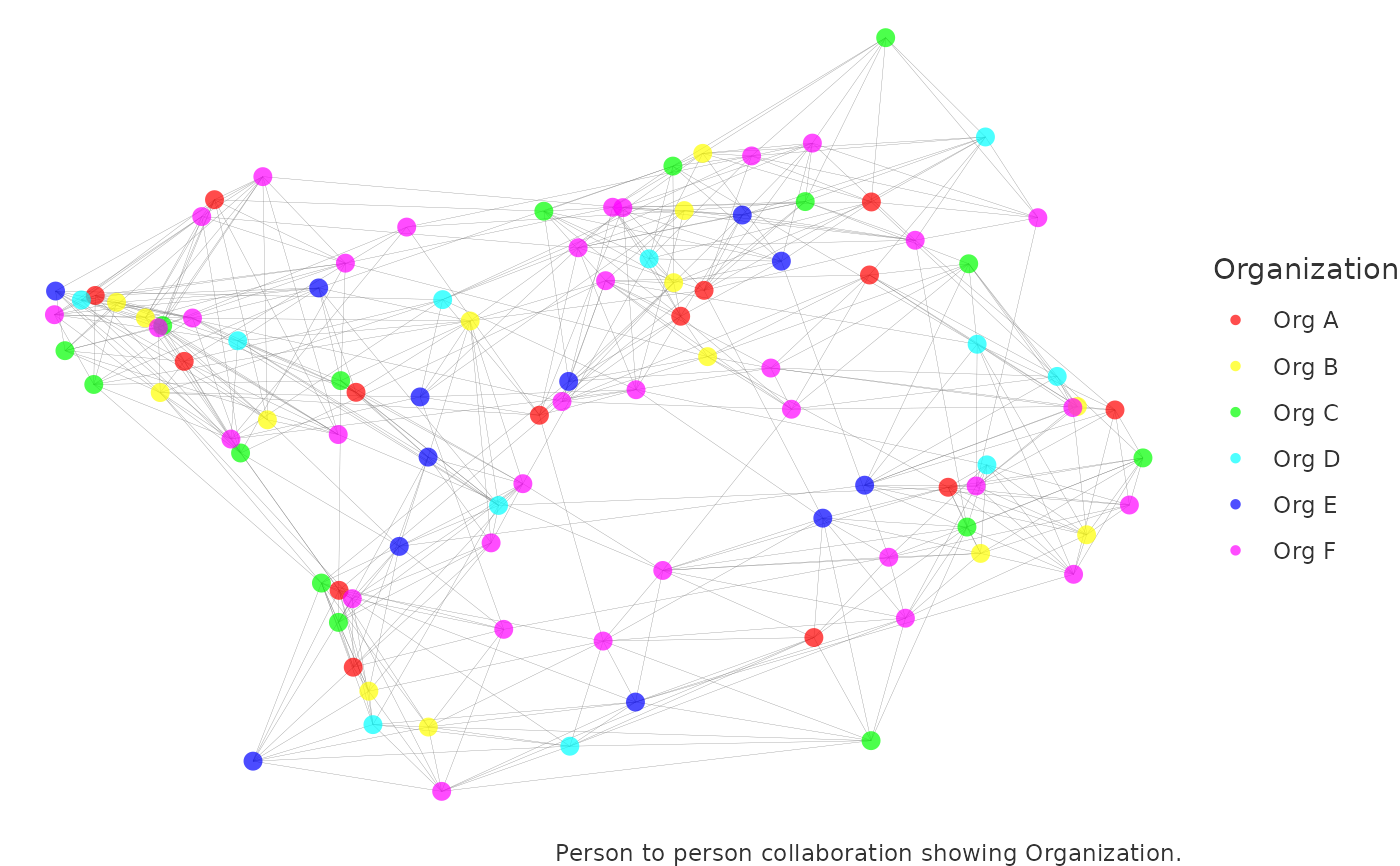 Organization
Org A
Org B
Org C
Org D
Org E
Org F
Person to person collaboration showing Organization.